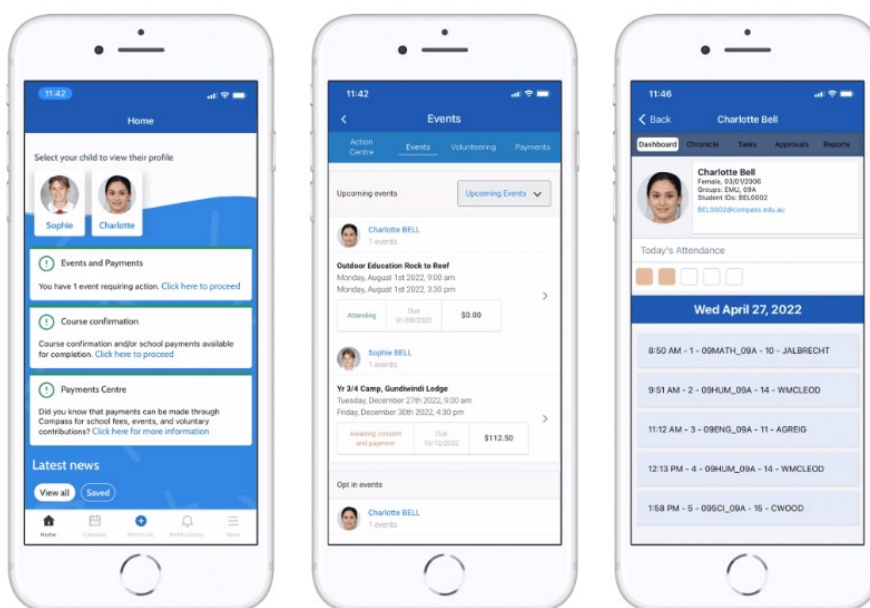 11:42
Home
Select your child to view their profile
Sophie
Charlotte
Events and Payments
You have 1 event requiring action. Click here to proceed
Course confirmation
Course confirmation and/or school payments available
for completion. Click here to proceed
Payments Centre
Did you know that payments can be made through
Compass for school fees, events, and voluntary
contributions? Click here for more information
Latest news
View all
Saved
Home
Calendar
Shortcuts
Notifications
More
11:42
Events
Action
Centre
Events
Volunteering
Payments
Upcoming events
Upcoming Events
Charlotte BELL
1 events
Outdoor Education Rock to Reef
Monday, August 1st 2022, 9:00 am
Monday, August 1st 2022, 3:30 pm
Attending
Due
01/08/2022
$0.00
Sophie BELL
1 events
Yr 3/4 Camp, Gundiwindi Lodge
Tuesday, December 27th 2022, 9:00 am
Friday, December 30th 2022, 4:30 pm
Awaiting consent
and payment
Due
16/12/2022
$112.50
Opt in events
Charlotte BELL
1 events
11:46
Back
Charlotte Bell
Dashboard
Chronicle
Tasks
Approvals
Reports
Charlotte Bell
Female, 03/01/2006
Groups: EMU, 09A
Student IDs: BEL0002
BEL0002@compass.edu.au
Today's Attendance
Wed April 27, 2022
8:50 AM - 1 - 09MATH_09A - 10 - JALBRECHT
9:51 AM - 2 - 09HUM_09A - 14 - WMCLEOD
11:12 AM - 3 - 09ENG_09A - 11 - AGREIG
12:13 PM - 4 - 09HUM_09A - 14 - WMCLEOD
1:58 PM - 5 - 09SCI_09A - 15 - CWOOD